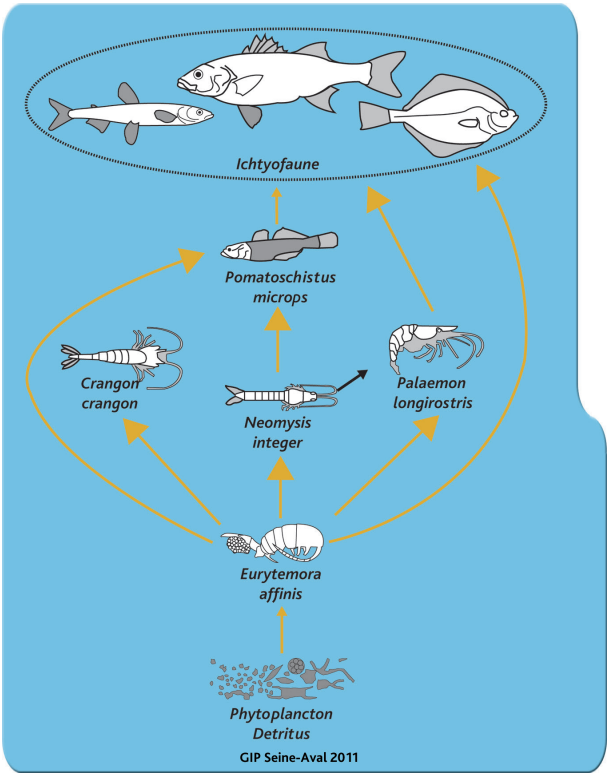 Ichtyofaune
Pomatoschistus
microps
Crangon
crangon
Palaemon
longirostris
Neomysis
integer
Eurytemora
affinis
Phytoplancton
Detritus
GIP Seine-Aval 2011